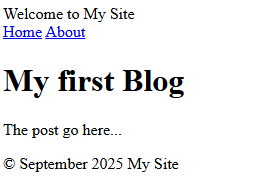 Welcome to My Site
Home About
My first Blog
The post go here...
© September 2025 My Site